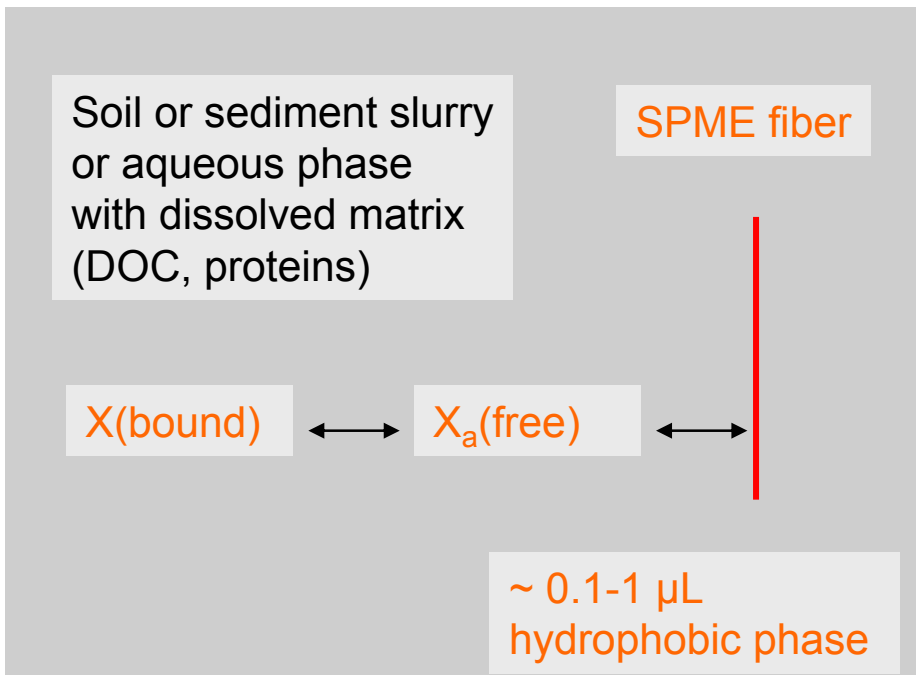 Soil or sediment slurry
or aqueous phase
with dissolved matrix
(DOC, proteins)
SPME fiber
X(bound)
Xa(free)
~ 0.1-1 µL
hydrophobic phase